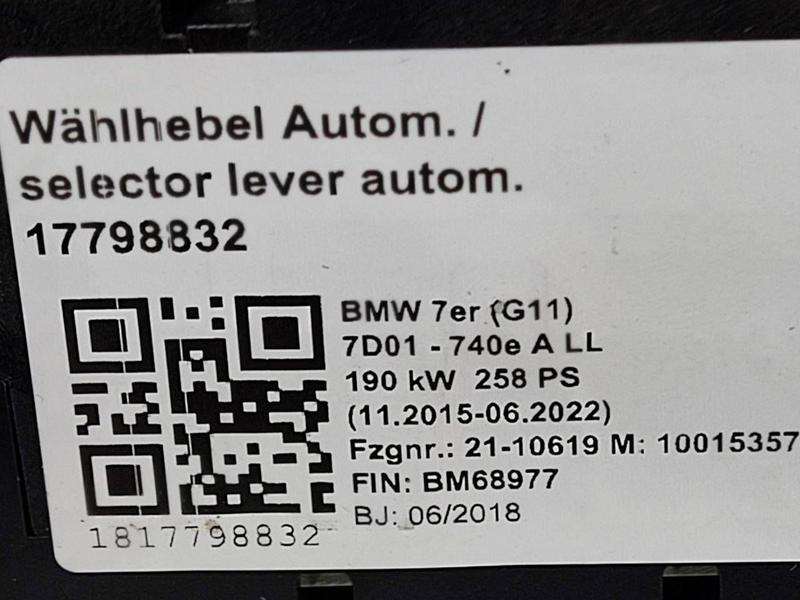 Wählhebel Autom. /
selector lever autom.
17798832
BMW 7er (G11)
7D01 - 740e A LL
190 kW 258 PS
(11.2015-06.2022)
Fzgnr.: 21-10619 M: 10015357
FIN: BM68977
BJ: 06/2018
1817798832